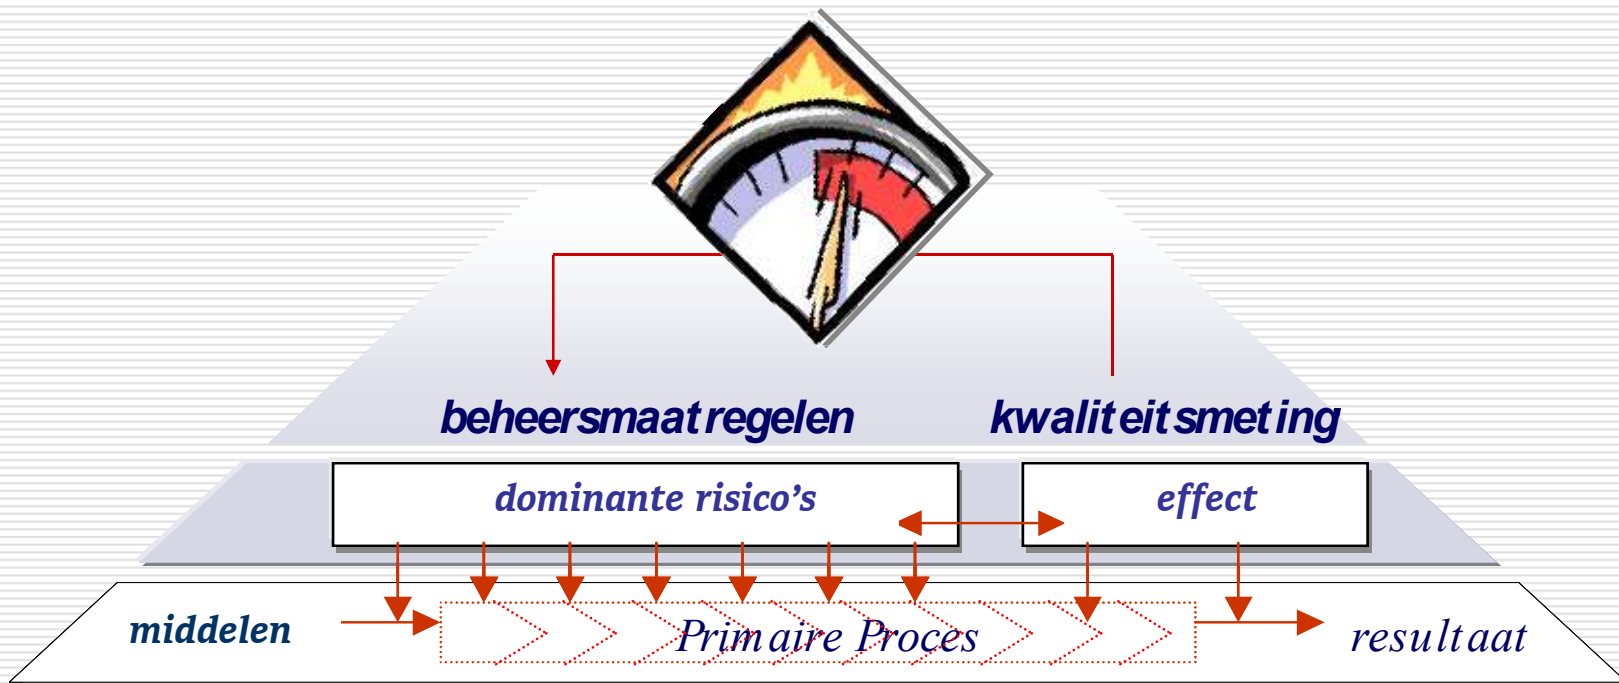 beheersmaatregelen kwaliteitsmeting
dominante risico's effect
middelen Primaire Proces resultaat